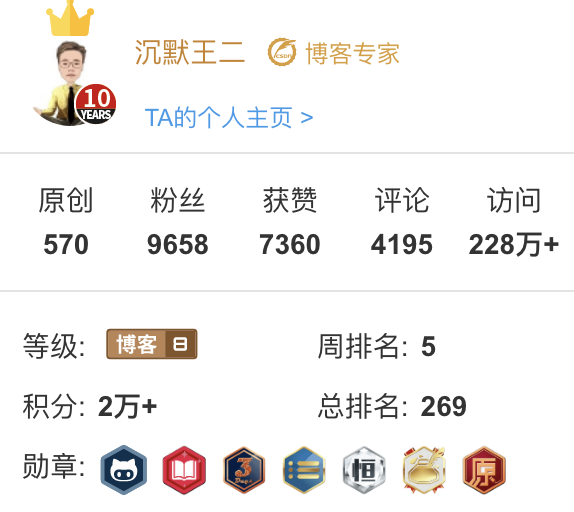 沉默王二 CSDN 博客专家
10
YEARS
TA的个人主页 >
原创 粉丝 获赞 评论 访问
570 9658 7360 4195 228万+
等级: 博客 8 周排名: 5
积分: 2万+ 总排名: 269
勋章: 3 Days 恒 原